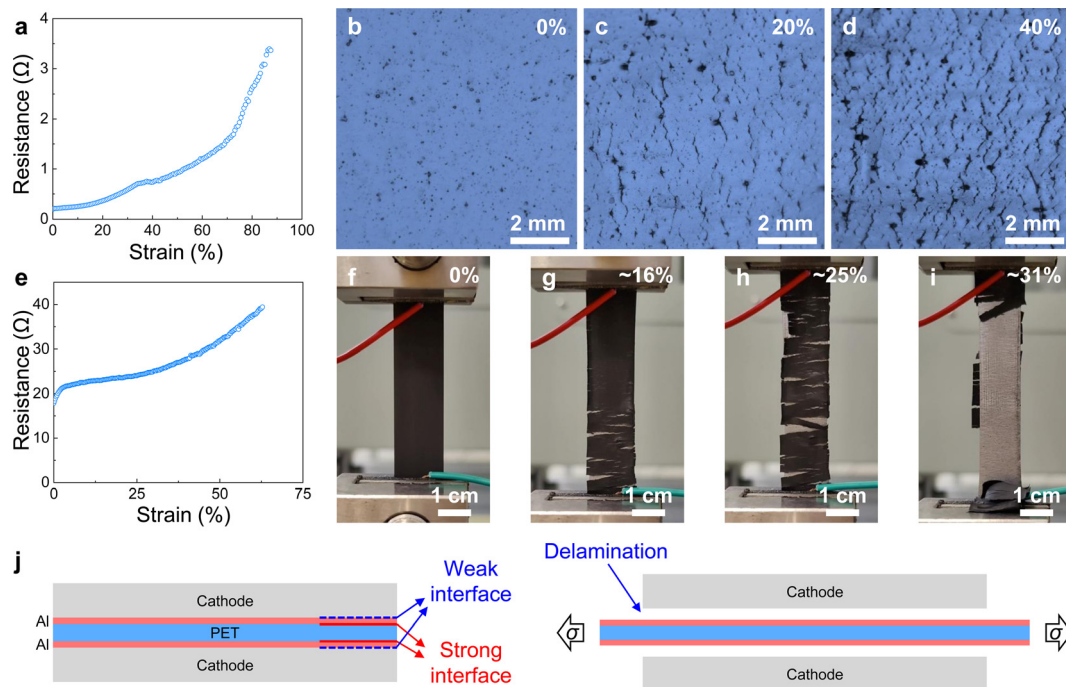 a
4
3
2
1
0
0 20 40 60 80 100
Resistance (Ω)
Strain (%)
b 0%
2 mm
c 20%
2 mm
d 40%
2 mm
e
40
30
20
10
0
0 25 50 75
Resistance (Ω)
Strain (%)
f 0%
1 cm
g ~16%
1 cm
h ~25%
1 cm
i ~31%
1 cm
j
Cathode
Al
PET
Al
Cathode
Weak
interface
Strong
interface
Delamination
Cathode
σ
σ
Cathode